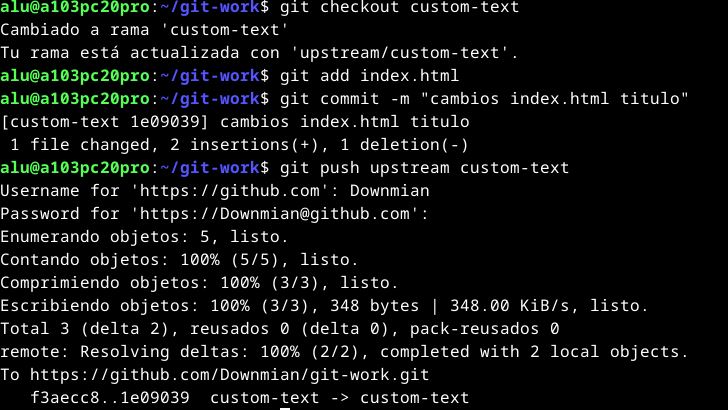 alu@a103pc20pro:~/git-work$ git checkout custom-text
Cambiado a rama 'custom-text'
Tu rama está actualizada con 'upstream/custom-text'.
alu@a103pc20pro:~/git-work$ git add index.html
alu@a103pc20pro:~/git-work$ git commit -m "cambios index.html titulo"
[custom-text 1e09039] cambios index.html titulo
 1 file changed, 2 insertions(+), 1 deletion(-)
alu@a103pc20pro:~/git-work$ git push upstream custom-text
Username for 'https://github.com': Downmian
Password for 'https://Downmian@github.com':
Enumerando objetos: 5, listo.
Contando objetos: 100% (5/5), listo.
Comprimiendo objetos: 100% (3/3), listo.
Escribiendo objetos: 100% (3/3), 348 bytes | 348.00 KiB/s, listo.
Total 3 (delta 2), reusados 0 (delta 0), pack-reusados 0
remote: Resolving deltas: 100% (2/2), completed with 2 local objects.
To https://github.com/Downmian/git-work.git
   f3aecc8..1e09039  custom-text -> custom-text